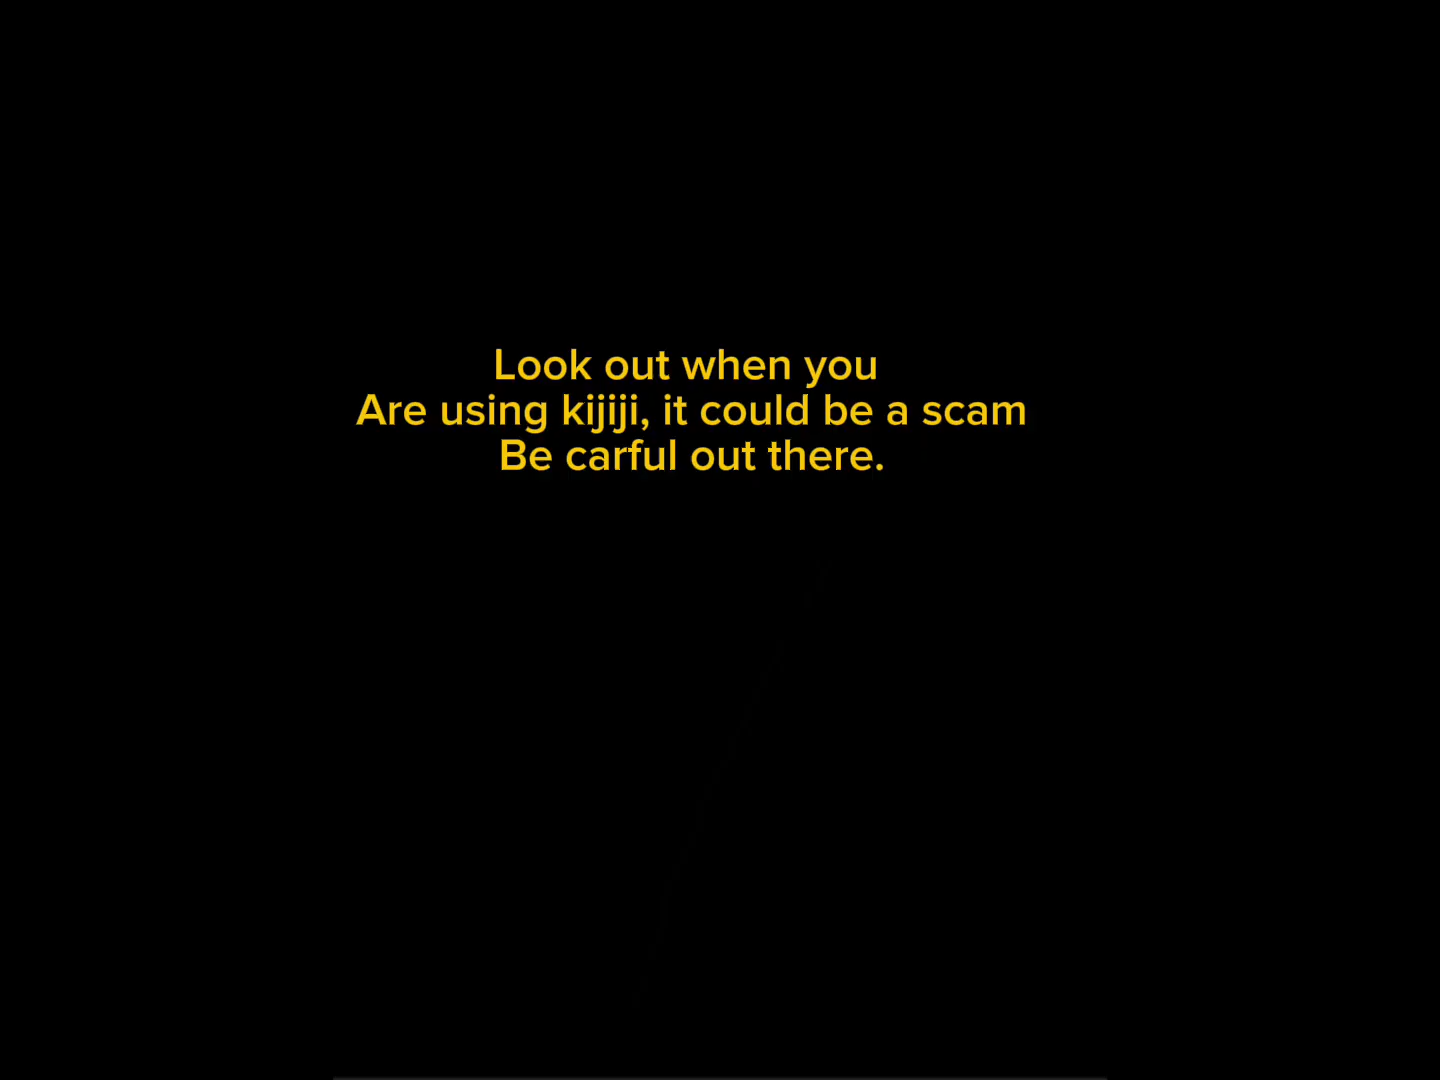 Look out when you
Are using kijiji, it could be a scam
Be carful out there.